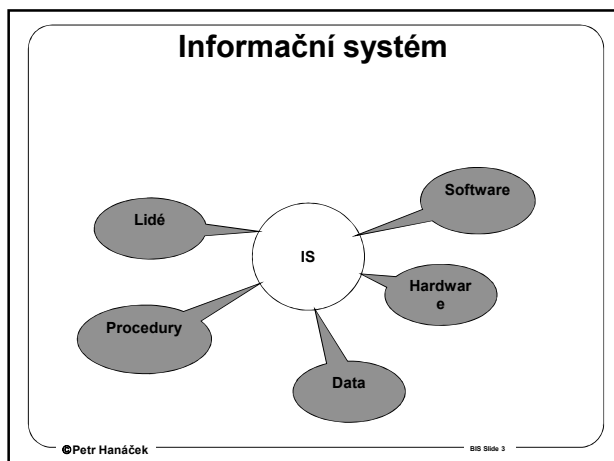 Informační systém
Software
Lidé
IS
Hardwar
e
Procedury
Data
©Petr Hanáček
BIS Slide 3